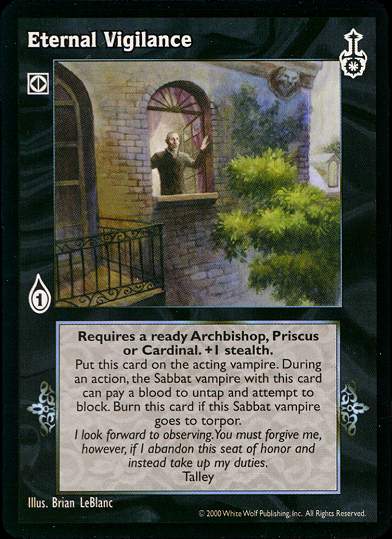 Eternal Vigilance
1
Requires a ready Archbishop, Priscus
or Cardinal. +1 stealth.
Put this card on the acting vampire. During
an action, the Sabbat vampire with this card
can pay a blood to untap and attempt to
block. Burn this card if this Sabbat vampire
goes to torpor.
I look forward to observing. You must forgive me,
however, if I abandon this seat of honor and
instead take up my duties.
Talley
Illus. Brian LeBlanc
© 2000 White Wolf Publishing, Inc. All Rights Reserved.